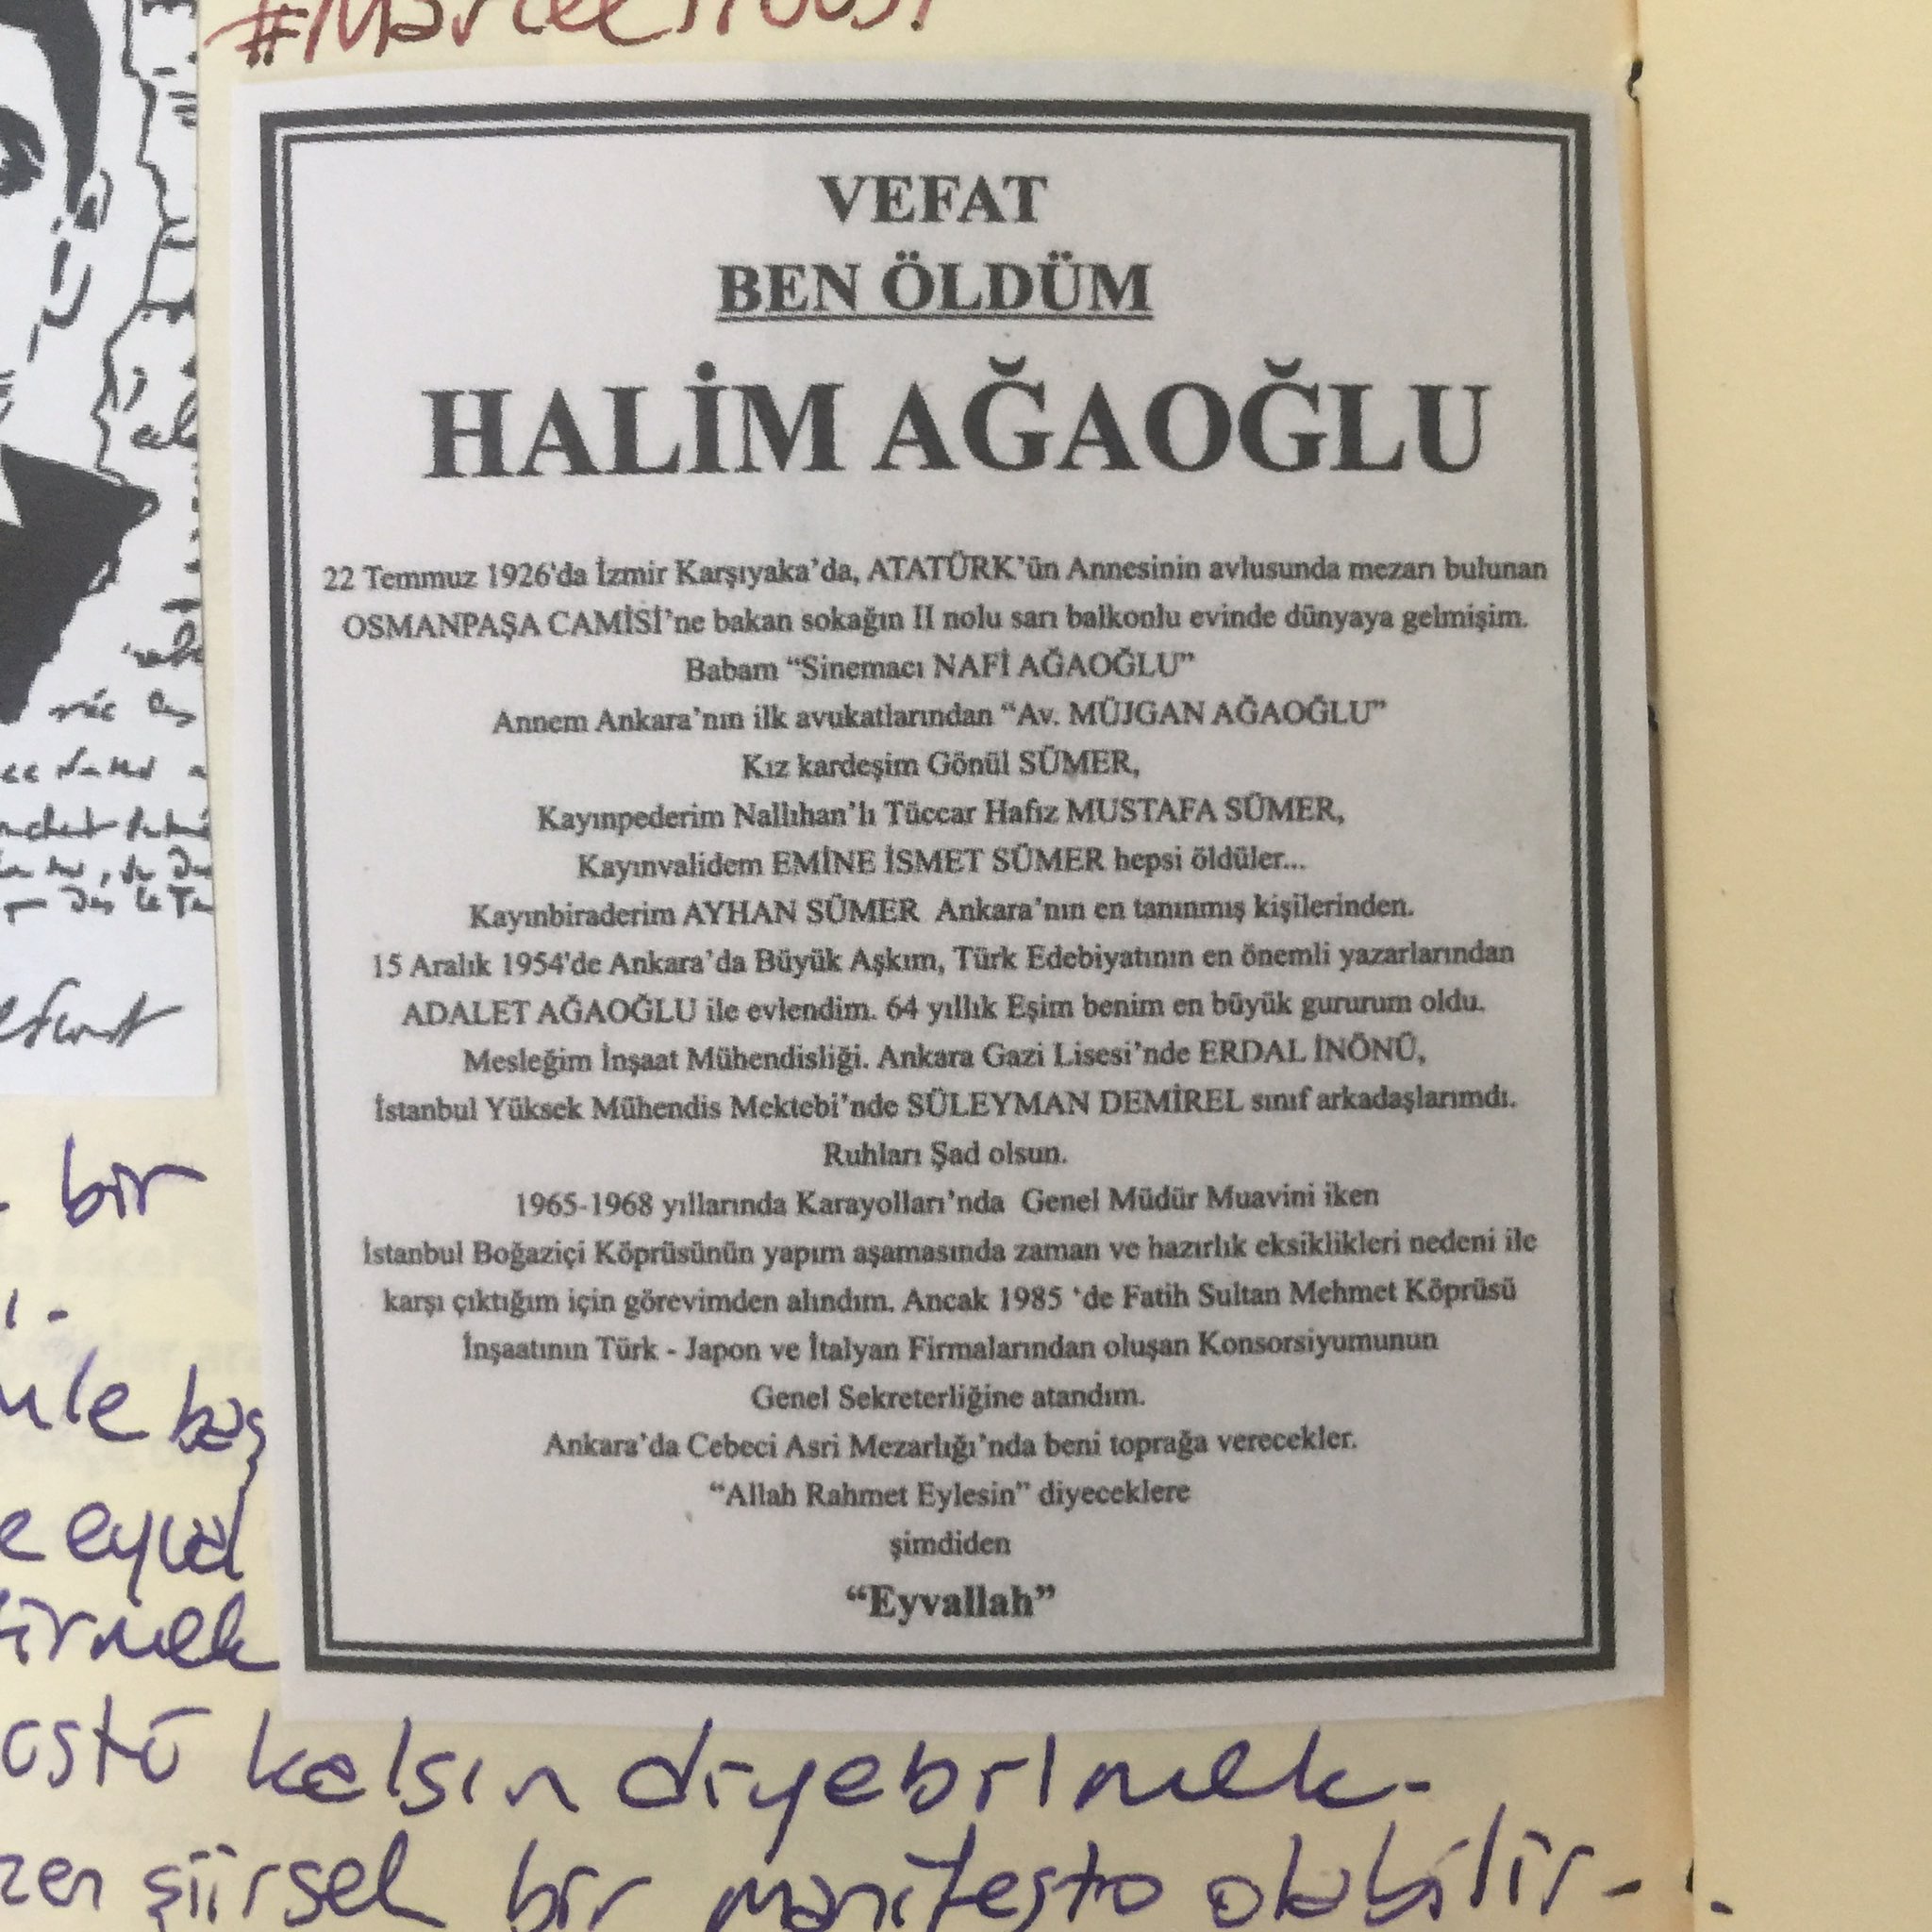 #Marcel Proust
VEFAT
BEN ÖLDÜM
HALİM AĞAOĞLU
22 Temmuz 1926'da İzmir Karşıyaka'da, ATATÜRK'ün Annesinin avlusunda mezarı bulunan
OSMANPAŞA CAMİSİ'ne bakan sokağın II nolu sarı balkonlu evinde dünyaya gelmişim.
Babam “Sinemacı NAFİ AĞAOĞLU”
Annem Ankara'nın ilk avukatlarından “Av. MÜJGAN AĞAOĞLU”
Kız kardeşim Gönül SÜMER,
Kayınpederim Nallıhan'lı Tüccar Hafız MUSTAFA SÜMER,
Kayınvalidem EMİNE İSMET SÜMER hepsi öldüler...
Kayınbiraderim AYHAN SÜMER Ankara'nın en tanınmış kişilerinden.
15 Aralık 1954'de Ankara'da Büyük Aşkım, Türk Edebiyatının en önemli yazarlarından
ADALET AĞAOĞLU ile evlendim. 64 yıllık Eşim benim en büyük gururum oldu.
Mesleğim İnşaat Mühendisliği. Ankara Gazi Lisesi'nde ERDAL İNÖNÜ,
İstanbul Yüksek Mühendis Mektebi'nde SÜLEYMAN DEMİREL sınıf arkadaşlarımdı.
Ruhları Şad olsun.
1965-1968 yıllarında Karayolları'nda Genel Müdür Muavini iken
İstanbul Boğaziçi Köprüsünün yapım aşamasında zaman ve hazırlık eksiklikleri nedeni ile
karşı çıktığım için görevimden alındım. Ancak 1985 'de Fatih Sultan Mehmet Köprüsü
İnşaatının Türk - Japon ve İtalyan Firmalarından oluşan Konsorsiyumunun
Genel Sekreterliğine atandım.
Ankara'da Cebeci Asri Mezarlığı'nda beni toprağa verecekler.
“Allah Rahmet Eylesin” diyeceklere
şimdiden
“Eyvallah”
bir
baş
eylül
üstü kalsın diyebilmek-
şiirsel bir manifesto olabilir-..